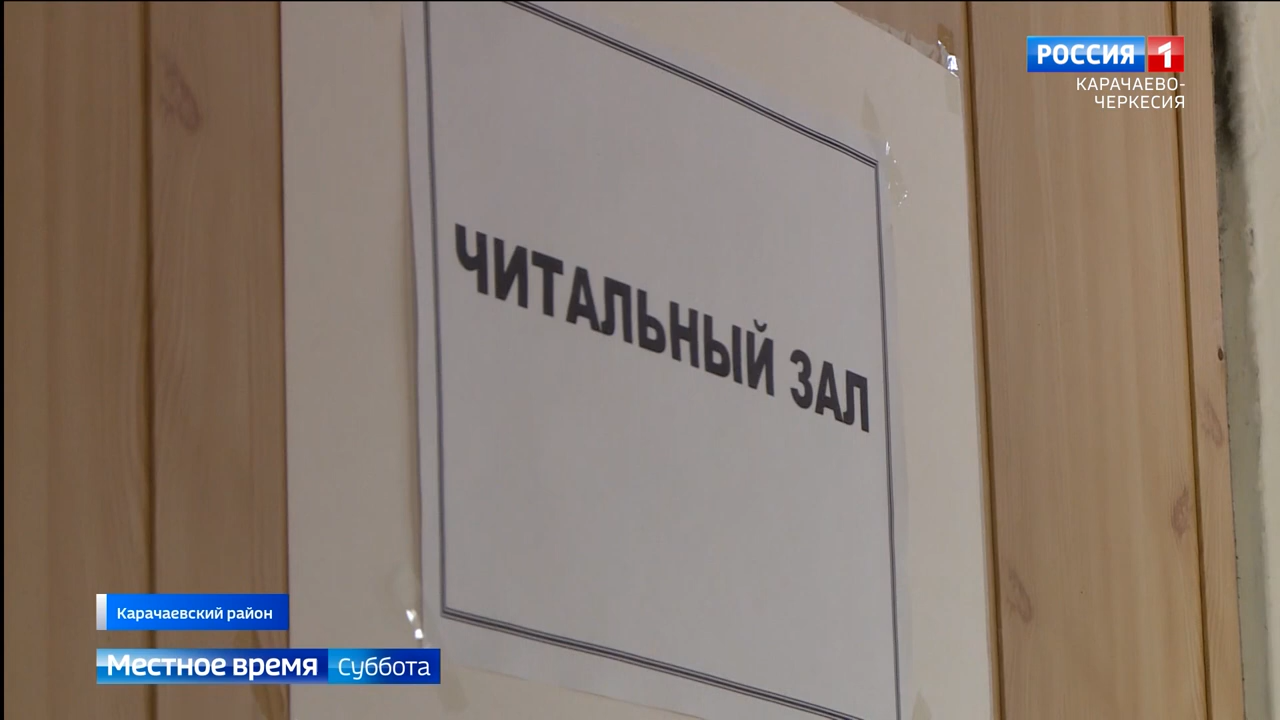 РОССИЯ 1
КАРАЧАЕВО-
ЧЕРКЕСИЯ
ЧИТАЛЬНЫЙ ЗАЛ
Карачаевский район
Местное время Суббота